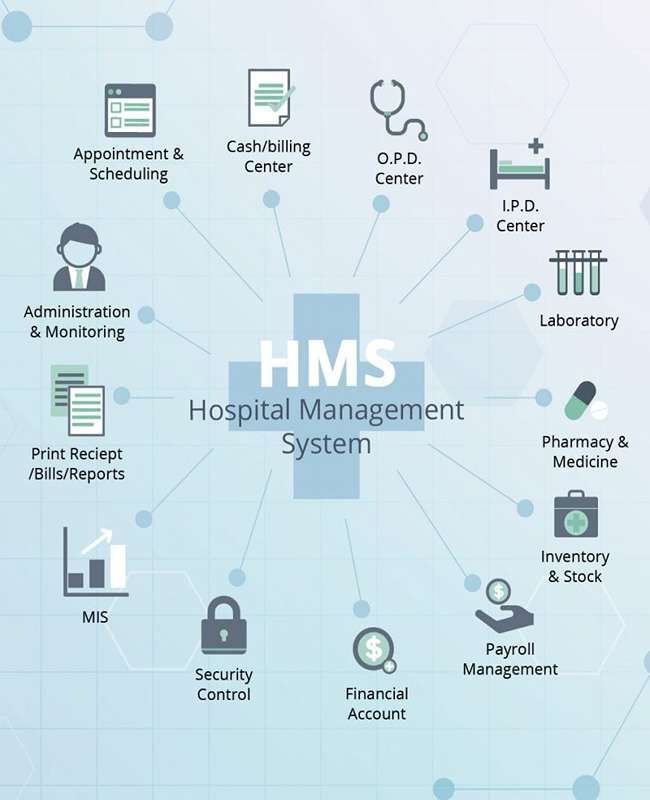 Appointment &
Scheduling
Cash/billing
Center
O.P.D.
Center
I.P.D.
Center
Laboratory
Administration
& Monitoring
HMS
Hospital Management
System
Print Reciept
/Bills/Reports
Pharmacy &
Medicine
Inventory
& Stock
MIS
Security
Control
Financial
Account
Payroll
Management
$
$